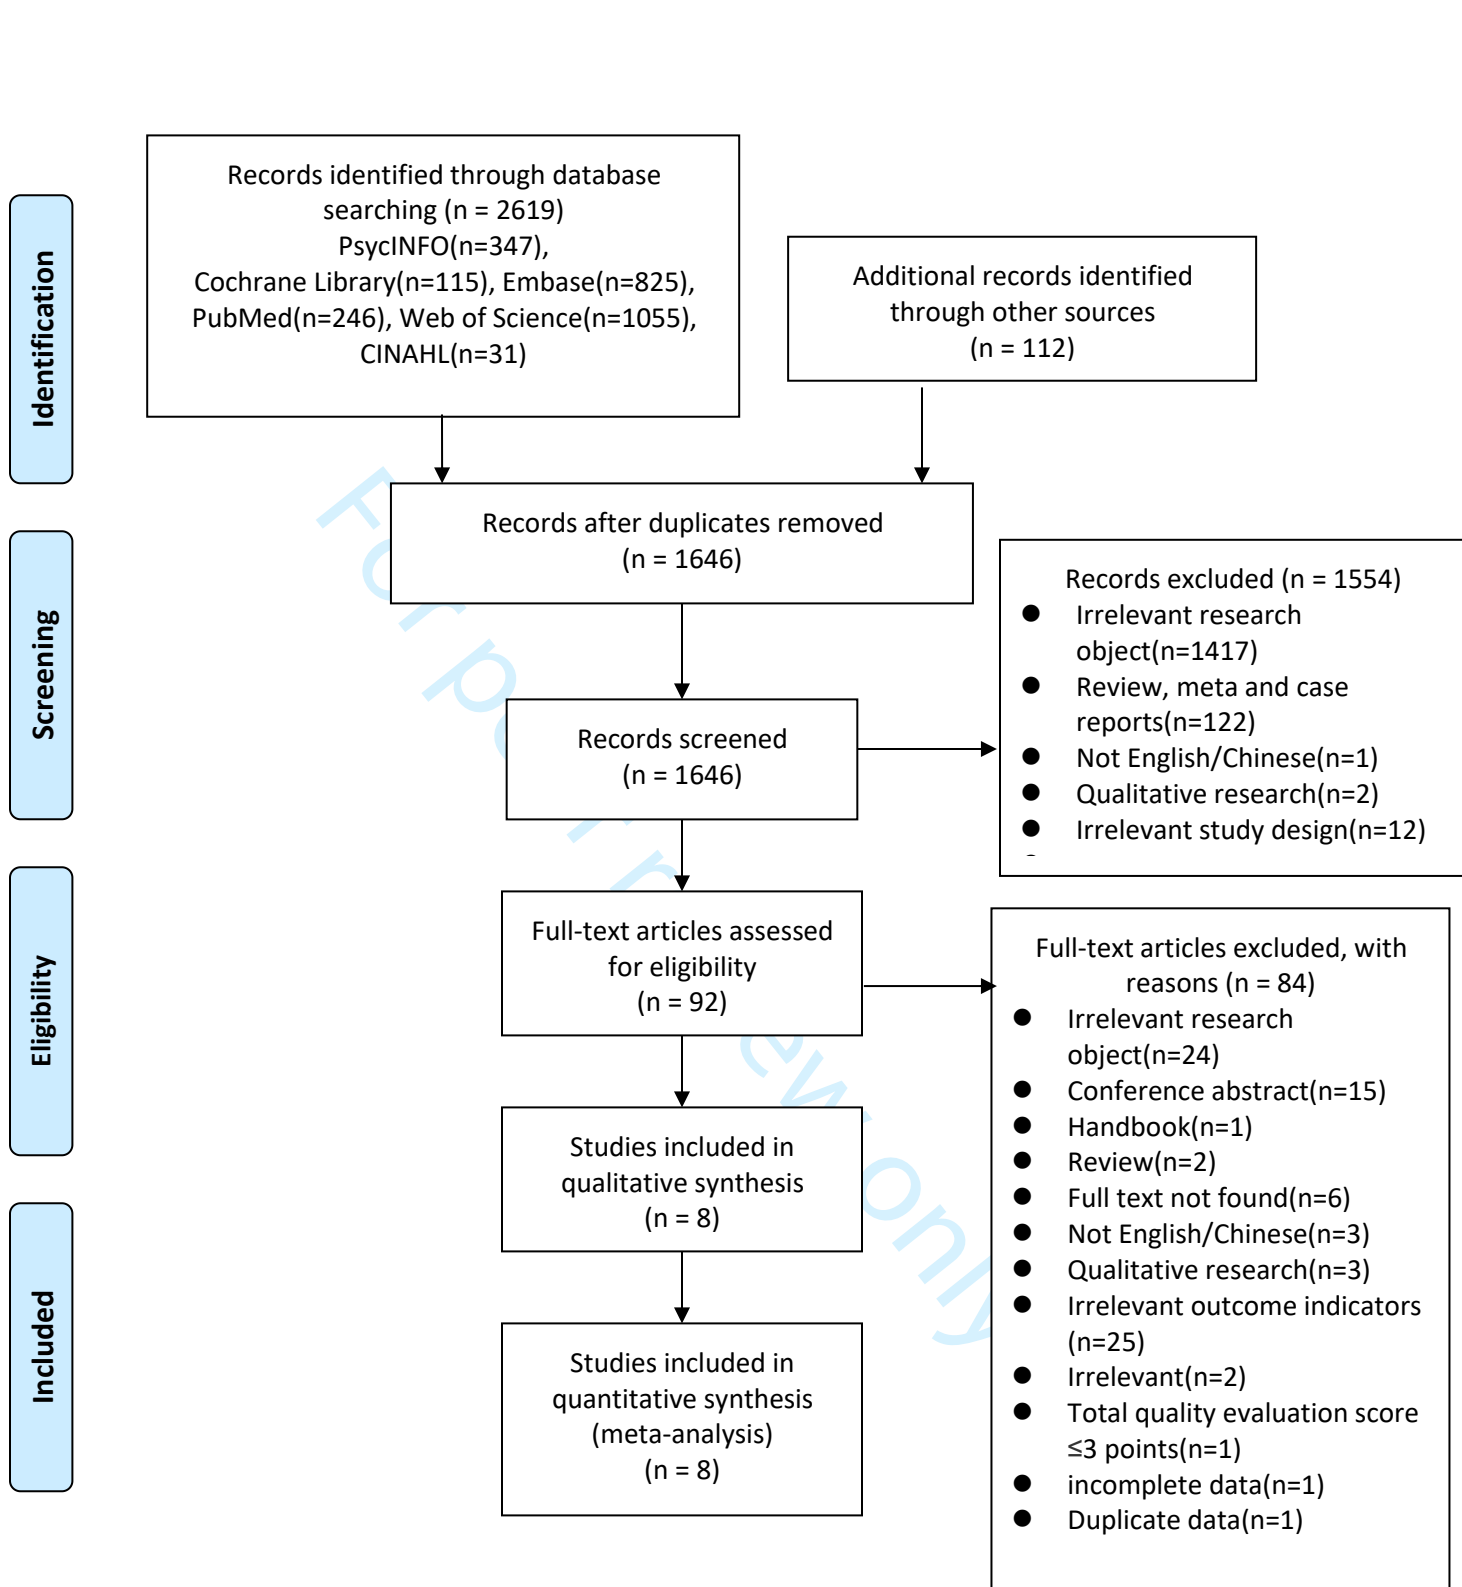 Identification
Records identified through database
searching (n = 2619)
PsycINFO(n=347),
Cochrane Library(n=115), Embase(n=825),
PubMed(n=246), Web of Science(n=1055),
CINAHL(n=31)
Additional records identified
through other sources
(n = 112)
Records after duplicates removed
(n = 1646)
Screening
Records screened
(n = 1646)
Records excluded (n = 1554)
● Irrelevant research
object(n=1417)
● Review, meta and case
reports(n=122)
● Not English/Chinese(n=1)
● Qualitative research(n=2)
● Irrelevant study design(n=12)
Eligibility
Full-text articles assessed
for eligibility
(n = 92)
Full-text articles excluded, with
reasons (n = 84)
● Irrelevant research
object(n=24)
● Conference abstract(n=15)
● Handbook(n=1)
● Review(n=2)
● Full text not found(n=6)
● Not English/Chinese(n=3)
● Qualitative research(n=3)
● Irrelevant outcome indicators
(n=25)
● Irrelevant(n=2)
● Total quality evaluation score
≤3 points(n=1)
● incomplete data(n=1)
● Duplicate data(n=1)
Studies included in
qualitative synthesis
(n = 8)
Included
Studies included in
quantitative synthesis
(meta-analysis)
(n = 8)
For peer review only